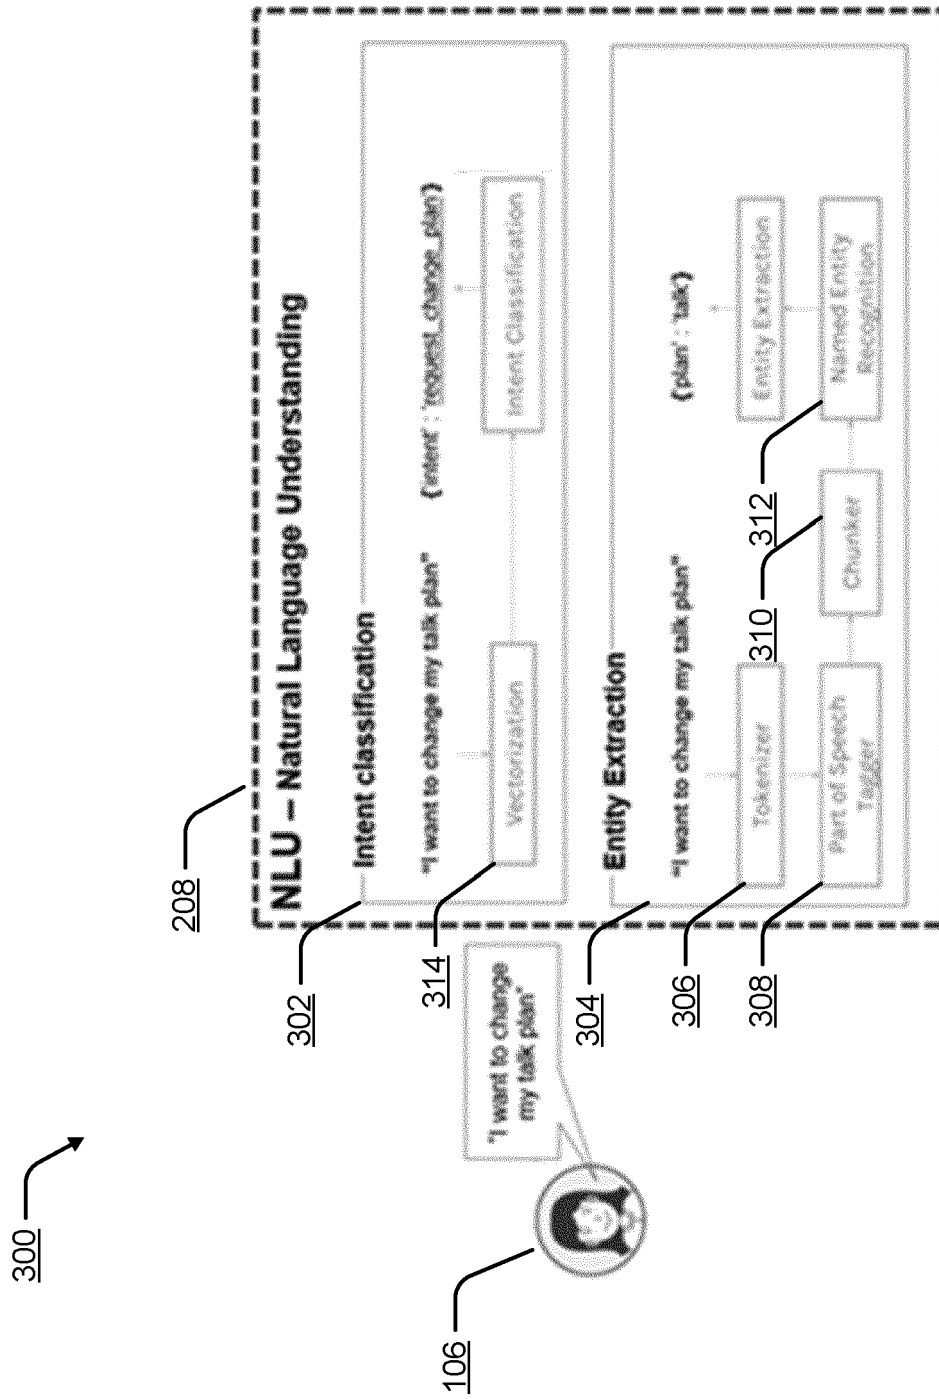 300
106
"I want to change
my talk plan"
208
NLU – Natural Language Understanding
302
Intent classification
"I want to change my talk plan"
{'intent' : 'request_change_plan'}
314
Vectorization
Intent Classification
304
Entity Extraction
"I want to change my talk plan"
{'plan' : 'talk'}
306
Tokenizer
Entity Extraction
308
Part of Speech
Tagger
310
Chunker
312
Named Entity
Recognition